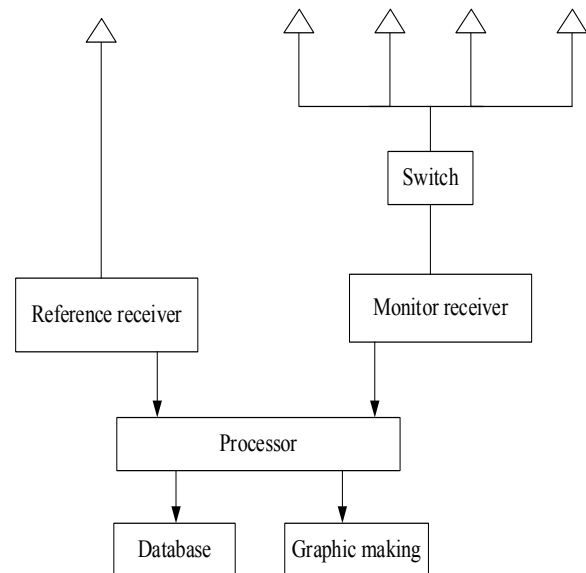 Switch
Reference receiver
Monitor receiver
Processor
Database
Graphic making